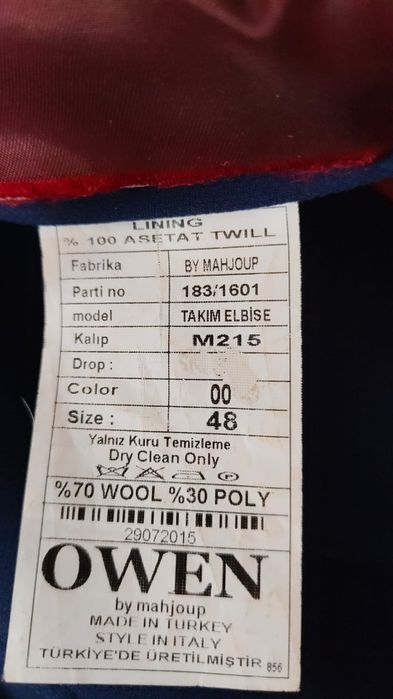 LINING
% 100 ASETAT TWILL
Fabrika BY MAHJOUP
Parti no 183/1601
model TAKIM ELBİSE
Kalıp M215
Drop :
Color 00
Size : 48
Yalnız Kuru Temizleme
Dry Clean Only
%70 WOOL %30 POLY
29072015
OWEN
by mahjoup
MADE IN TURKEY
STYLE IN ITALY
TÜRKİYE'DE ÜRETİLMİŞTİR 856